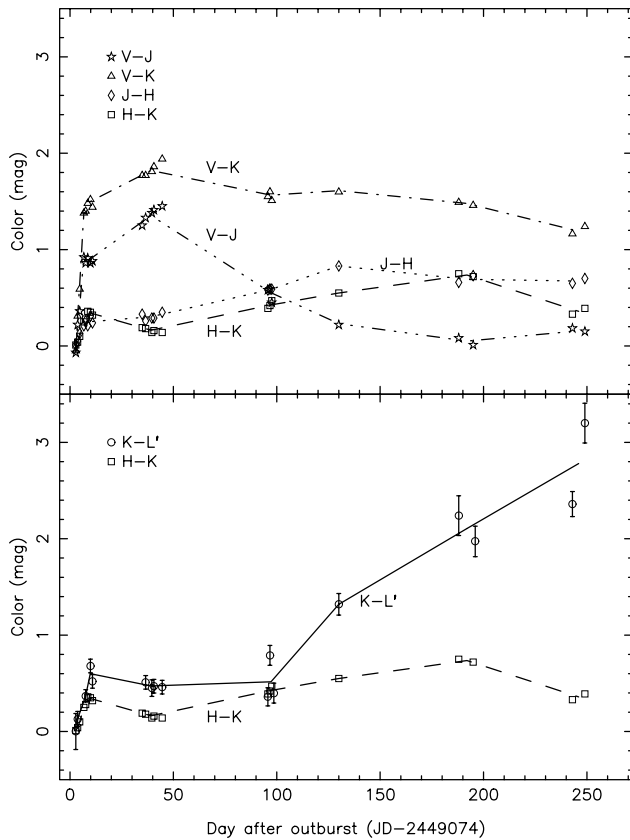 3
2
1
0
Color (mag)
V−J
V−K
J−H
H−K
V−K
V−J
J−H
H−K
3
2
1
0
Color (mag)
K−L'
H−K
K−L'
H−K
0
50
100
150
200
250
Day after outburst (JD−2449074)